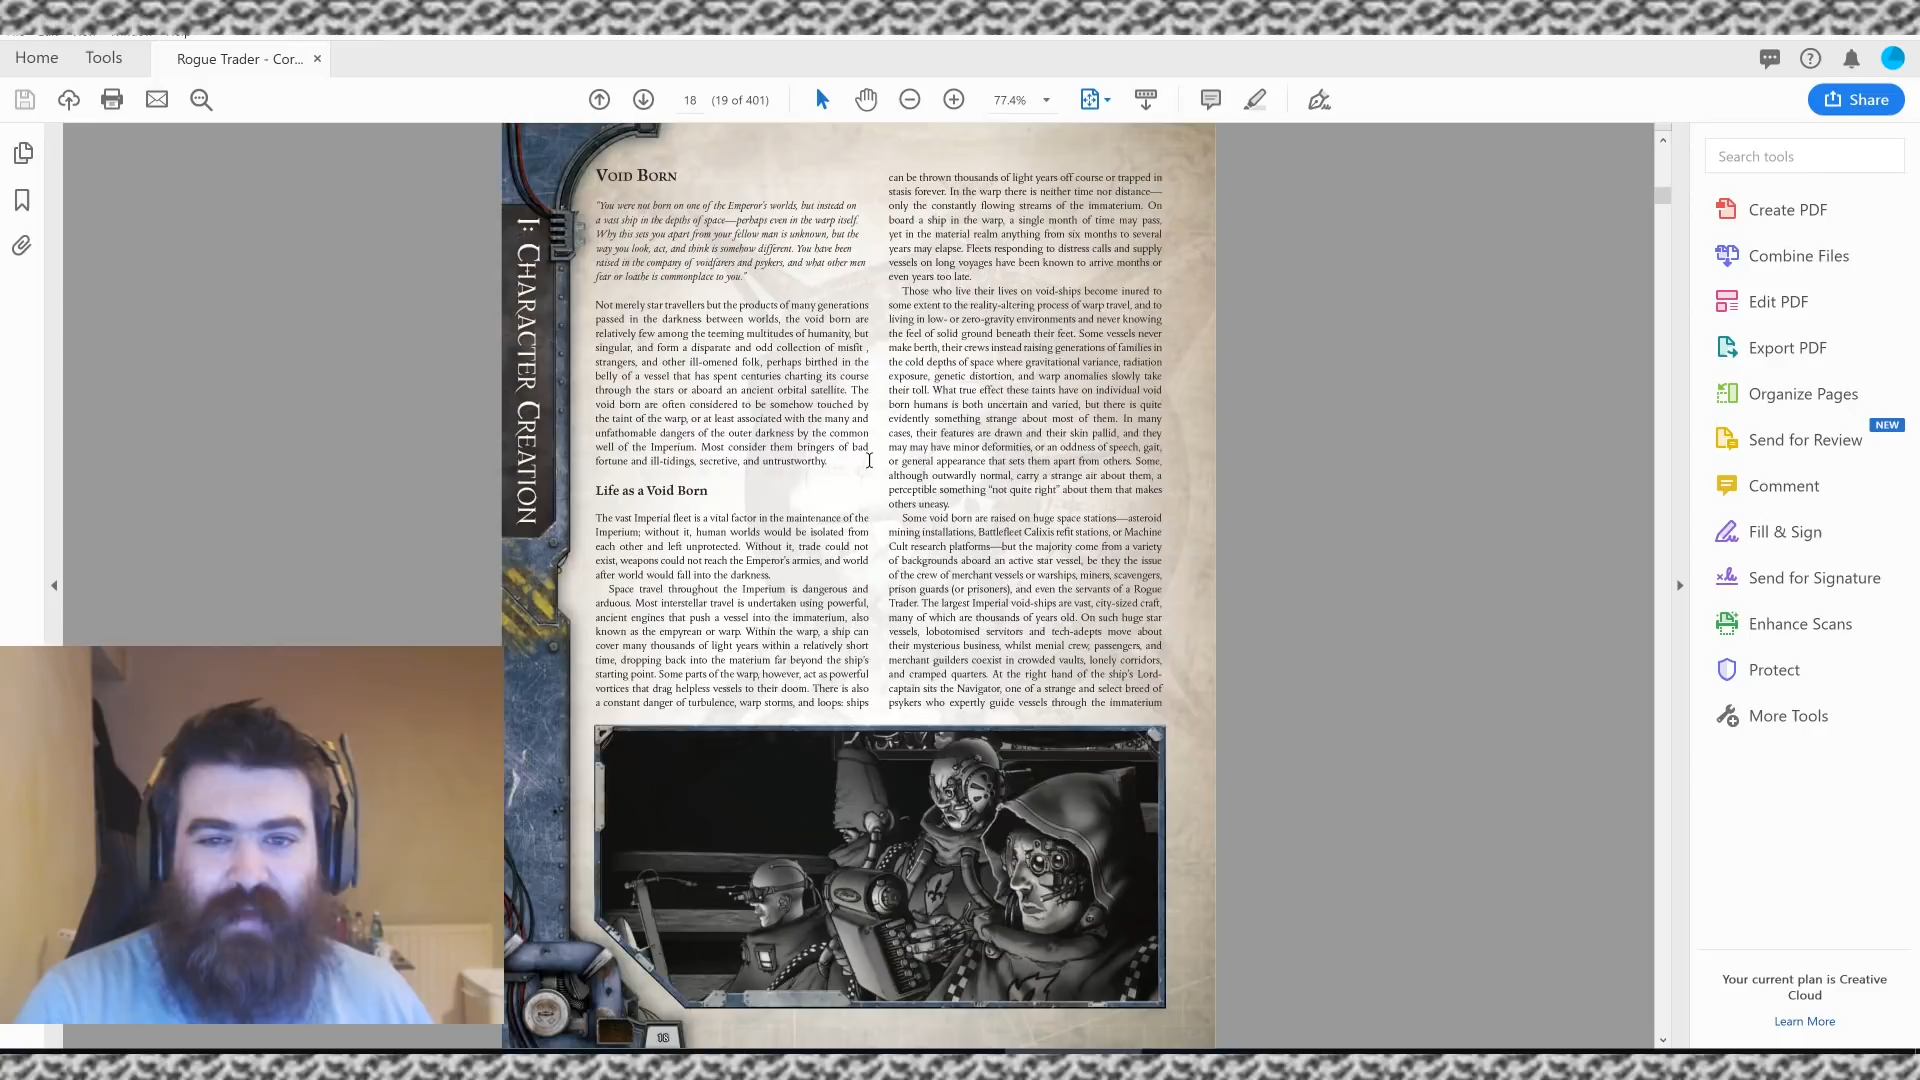 Home
Tools
Rogue Trader - Cor...
18
(19 of 401)
77.4%
Share
Search tools
Create PDF
Combine Files
Edit PDF
Export PDF
Organize Pages
NEW
Send for Review
Comment
Fill & Sign
Send for Signature
Enhance Scans
Protect
More Tools
Your current plan is Creative
Cloud
Learn More
I: Character Creation
Void Born
"You were not born on one of the Emperor's worlds, but instead on
a vast ship in the depths of space—perhaps even in the warp itself.
Why this sets you apart from your fellow man is unknown, but the
way you look, act, and think is somehow different. You have been
raised in the company of voidfarers and psykers, and what other men
fear or loathe is commonplace to you."
Not merely star travellers but the products of many generations
passed in the darkness between worlds, the void born are
relatively few among the teeming multitudes of humanity, but
singular, and form a disparate and odd collection of misfit ,
strangers, and other ill-omened folk, perhaps birthed in the
belly of a vessel that has spent centuries charting its course
through the stars or aboard an ancient orbital satellite. The
void born are often considered to be somehow touched by
the taint of the warp, or at least associated with the many and
unfathomable dangers of the outer darkness by the common
well of the Imperium. Most consider them bringers of bad
fortune and ill-tidings, secretive, and untrustworthy.
Life as a Void Born
The vast Imperial fleet is a vital factor in the maintenance of the
Imperium; without it, human worlds would be isolated from
each other and left unprotected. Without it, trade could not
exist, weapons could not reach the Emperor's armies, and world
after world would fall into the darkness.
Space travel throughout the Imperium is dangerous and
arduous. Most interstellar travel is undertaken using powerful,
ancient engines that push a vessel into the immaterium, also
known as the empyrean or warp. Within the warp, a ship can
cover many thousands of light years within a relatively short
time, dropping back into the materium far beyond the ship's
starting point. Some parts of the warp, however, act as powerful
vortices that drag helpless vessels to their doom. There is also
a constant danger of turbulence, warp storms, and loops: ships
can be thrown thousands of light years off course or trapped in
stasis forever. In the warp there is neither time nor distance—
only the constantly flowing streams of the immaterium. On
board a ship in the warp, a single month of time may pass,
yet in the material realm anything from six months to several
years may elapse. Fleets responding to distress calls and supply
vessels on long voyages have been known to arrive months or
even years too late.
Those who live their lives on void-ships become inured to
some extent to the reality-altering process of warp travel, and to
living in low- or zero-gravity environments and never knowing
the feel of solid ground beneath their feet. Some vessels never
make berth, their crews instead raising generations of families in
the cold depths of space where gravitational variance, radiation
exposure, genetic distortion, and warp anomalies slowly take
their toll. What true effect these taints have on individual void
born humans is both uncertain and varied, but there is quite
evidently something strange about most of them. In many
cases, their features are drawn and their skin pallid, and they
may may have minor deformities, or an oddness of speech, gait,
or general appearance that sets them apart from others. Some,
although outwardly normal, carry a strange air about them, a
perceptible something "not quite right" about them that makes
others uneasy.
Some void born are raised on huge space stations—asteroid
mining installations, Battlefleet Calixis refit stations, or Machine
Cult research platforms—but the majority come from a variety
of backgrounds aboard an active star vessel, be they the issue
of the crew of merchant vessels or warships, miners, scavengers,
prison guards (or prisoners), and even the servants of a Rogue
Trader. The largest Imperial void-ships are vast, city-sized craft,
many of which are thousands of years old. On such huge star
vessels, lobotomised servitors and tech-adepts move about
their mysterious business, whilst menial crew, passengers, and
merchant guilders coexist in crowded vaults, lonely corridors,
and cramped quarters. At the right hand of the ship's Lord-
captain sits the Navigator, one of a strange and select breed of
psykers who expertly guide vessels through the immaterium
18